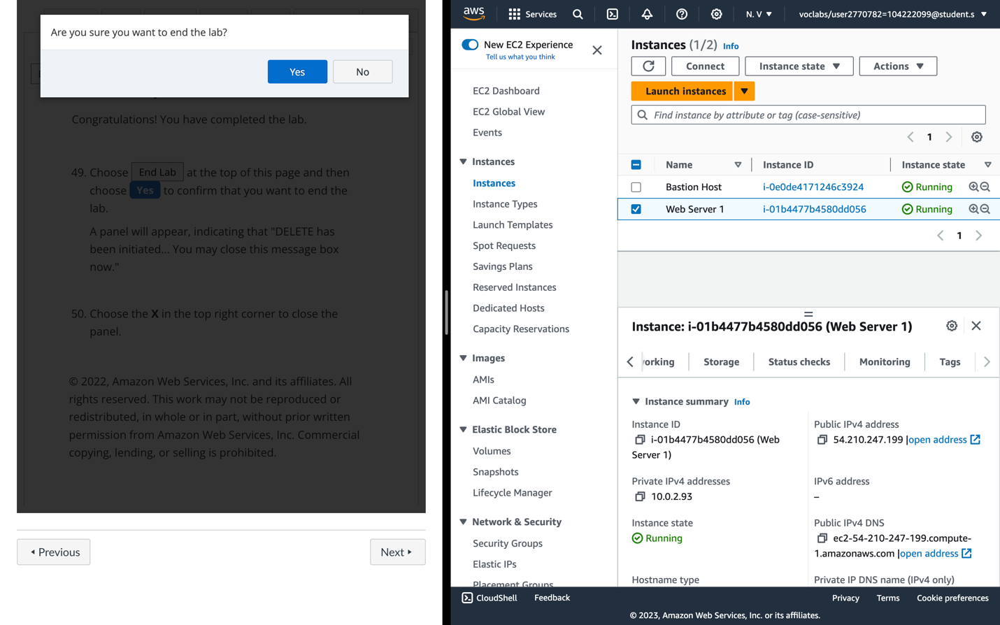 Are you sure you want to end the lab?
Yes
No
Congratulations! You have completed the lab.
49. Choose End Lab at the top of this page and then
choose Yes to confirm that you want to end the
lab.
A panel will appear, indicating that "DELETE has
been initiated... You may close this message box
now."
50. Choose the X in the top right corner to close the
panel.
© 2022, Amazon Web Services, Inc. and its affiliates. All
rights reserved. This work may not be reproduced or
redistributed, in whole or in part, without prior written
permission from Amazon Web Services, Inc. Commercial
copying, lending, or selling is prohibited.
Previous
Next
aws
Services
N. V
voclabs/user2770782=104222099@student.s
New EC2 Experience
Tell us what you think
EC2 Dashboard
EC2 Global View
Events
Instances
Instances
Instance Types
Launch Templates
Spot Requests
Savings Plans
Reserved Instances
Dedicated Hosts
Capacity Reservations
Images
AMIs
AMI Catalog
Elastic Block Store
Volumes
Snapshots
Lifecycle Manager
Network & Security
Security Groups
Elastic IPs
Placement Groups
Instances (1/2) Info
Connect
Instance state
Actions
Launch instances
Find instance by attribute or tag (case-sensitive)
1
Name Instance ID Instance state
Bastion Host i-0e0de4171246c3924 Running
Web Server 1 i-01b4477b4580dd056 Running
1
Instance: i-01b4477b4580dd056 (Web Server 1)
orking Storage Status checks Monitoring Tags
Instance summary Info
Instance ID
i-01b4477b4580dd056 (Web
Server 1)
Public IPv4 address
54.210.247.199 |open address
Private IPv4 addresses
10.0.2.93
IPv6 address
–
Instance state
Running
Public IPv4 DNS
ec2-54-210-247-199.compute-
1.amazonaws.com |open address
Hostname type
Private IP DNS name (IPv4 only)
CloudShell Feedback Privacy Terms Cookie preferences
© 2023, Amazon Web Services, Inc. or its affiliates.